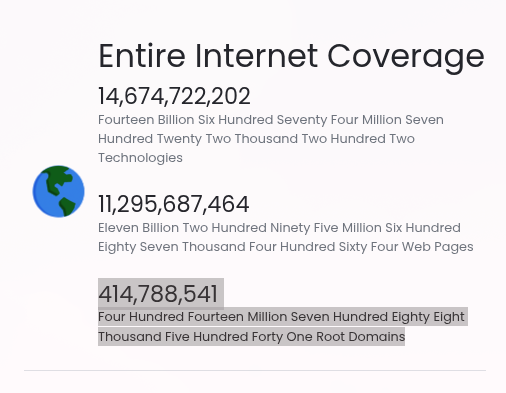 Entire Internet Coverage
14,674,722,202
Fourteen Billion Six Hundred Seventy Four Million Seven
Hundred Twenty Two Thousand Two Hundred Two
Technologies
11,295,687,464
Eleven Billion Two Hundred Ninety Five Million Six Hundred
Eighty Seven Thousand Four Hundred Sixty Four Web Pages
414,788,541
Four Hundred Fourteen Million Seven Hundred Eighty Eight
Thousand Five Hundred Forty One Root Domains